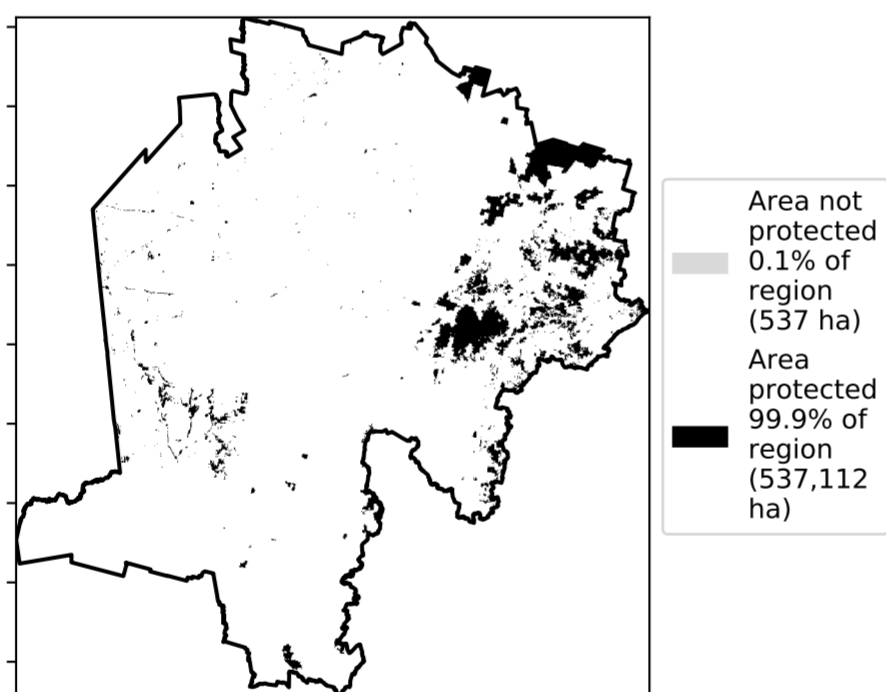 Area not
protected
0.1% of
region
(537 ha)
Area
protected
99.9% of
region
(537,112
ha)